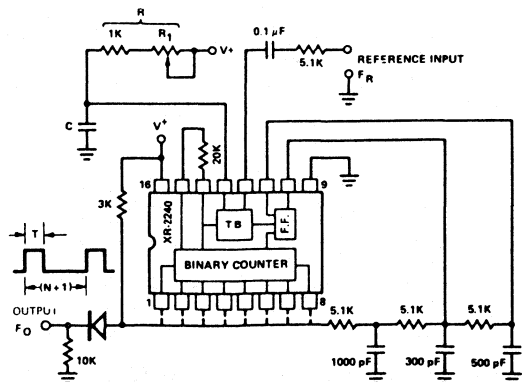 R
1K
R1
V+
0.1 µF
5.1K
REFERENCE INPUT
FR
C
V+
20K
3K
16
9
XR-2240
TB
F.F.
BINARY COUNTER
1
8
T
(N + 1)
OUTPUT
FO
10K
5.1K
5.1K
5.1K
1000 pF
300 pF
500 pF